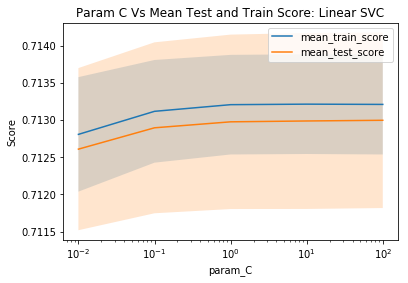 Param C Vs Mean Test and Train Score: Linear SVC
mean_train_score
mean_test_score
Score
0.7140
0.7135
0.7130
0.7125
0.7120
0.7115
10⁻² 10⁻¹ 10⁰ 10¹ 10²
param_C